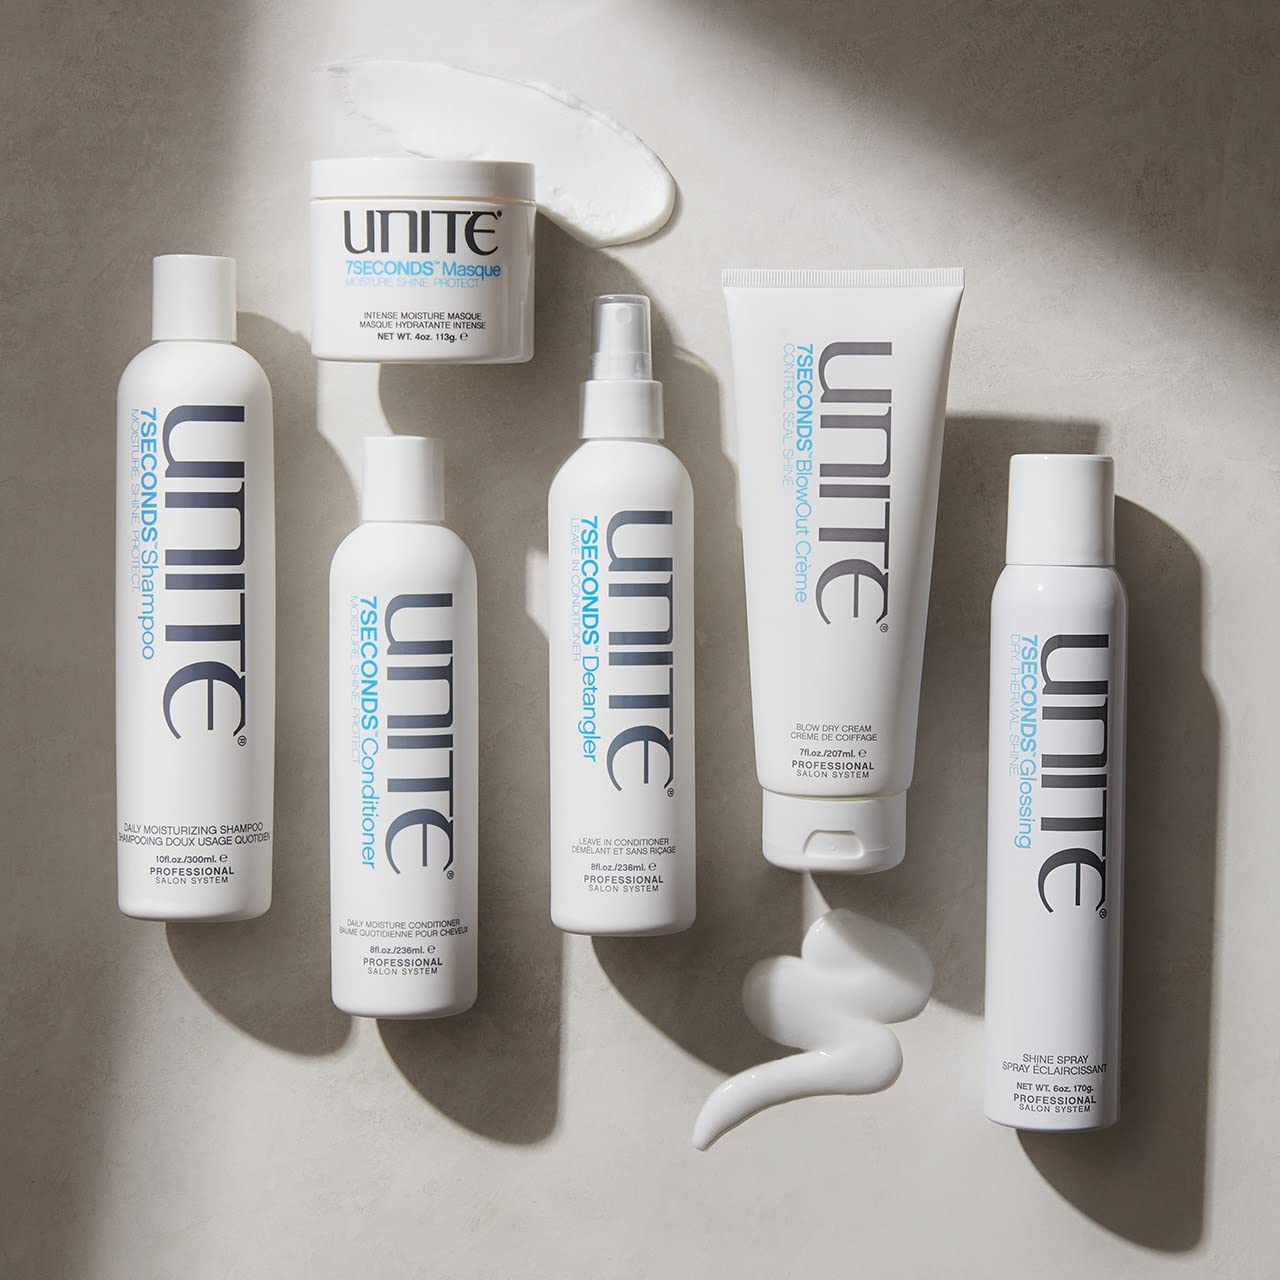 UNITE®
7SECONDS™ Masque
MOISTURE. SHINE. PROTECT.
INTENSE MOISTURE MASQUE
MASQUE HYDRATANTE INTENSE
NET WT. 4oz. 113g. e
UNITE®
7SECONDS™ Shampoo
MOISTURE. SHINE. PROTECT.
DAILY MOISTURIZING SHAMPOO
SHAMPOOING DOUX USAGE QUOTIDIEN
10fl.oz./300ml. e
PROFESSIONAL
SALON SYSTEM
UNITE®
7SECONDS™ Conditioner
MOISTURE. SHINE. PROTECT.
DAILY MOISTURE CONDITIONER
BAUME QUOTIDIENNE POUR CHEVEUX
8fl.oz./236ml. e
PROFESSIONAL
SALON SYSTEM
UNITE®
7SECONDS™ Detangler
LEAVE IN CONDITIONER
LEAVE IN CONDITIONER
DÉMÊLANT ET SANS RIÇAGE
8fl.oz./236ml. e
PROFESSIONAL
SALON SYSTEM
UNITE®
7SECONDS™ BlowOut Crème
CONTROL. SEAL. SHINE.
BLOW DRY CREAM
CRÈME DE COIFFAGE
7fl.oz./207ml. e
PROFESSIONAL
SALON SYSTEM
UNITE®
7SECONDS™ Glossing
DRY. THERMAL. SHINE.
SHINE SPRAY
SPRAY ÉCLAIRCISSANT
NET WT. 6oz. 170g.
PROFESSIONAL
SALON SYSTEM